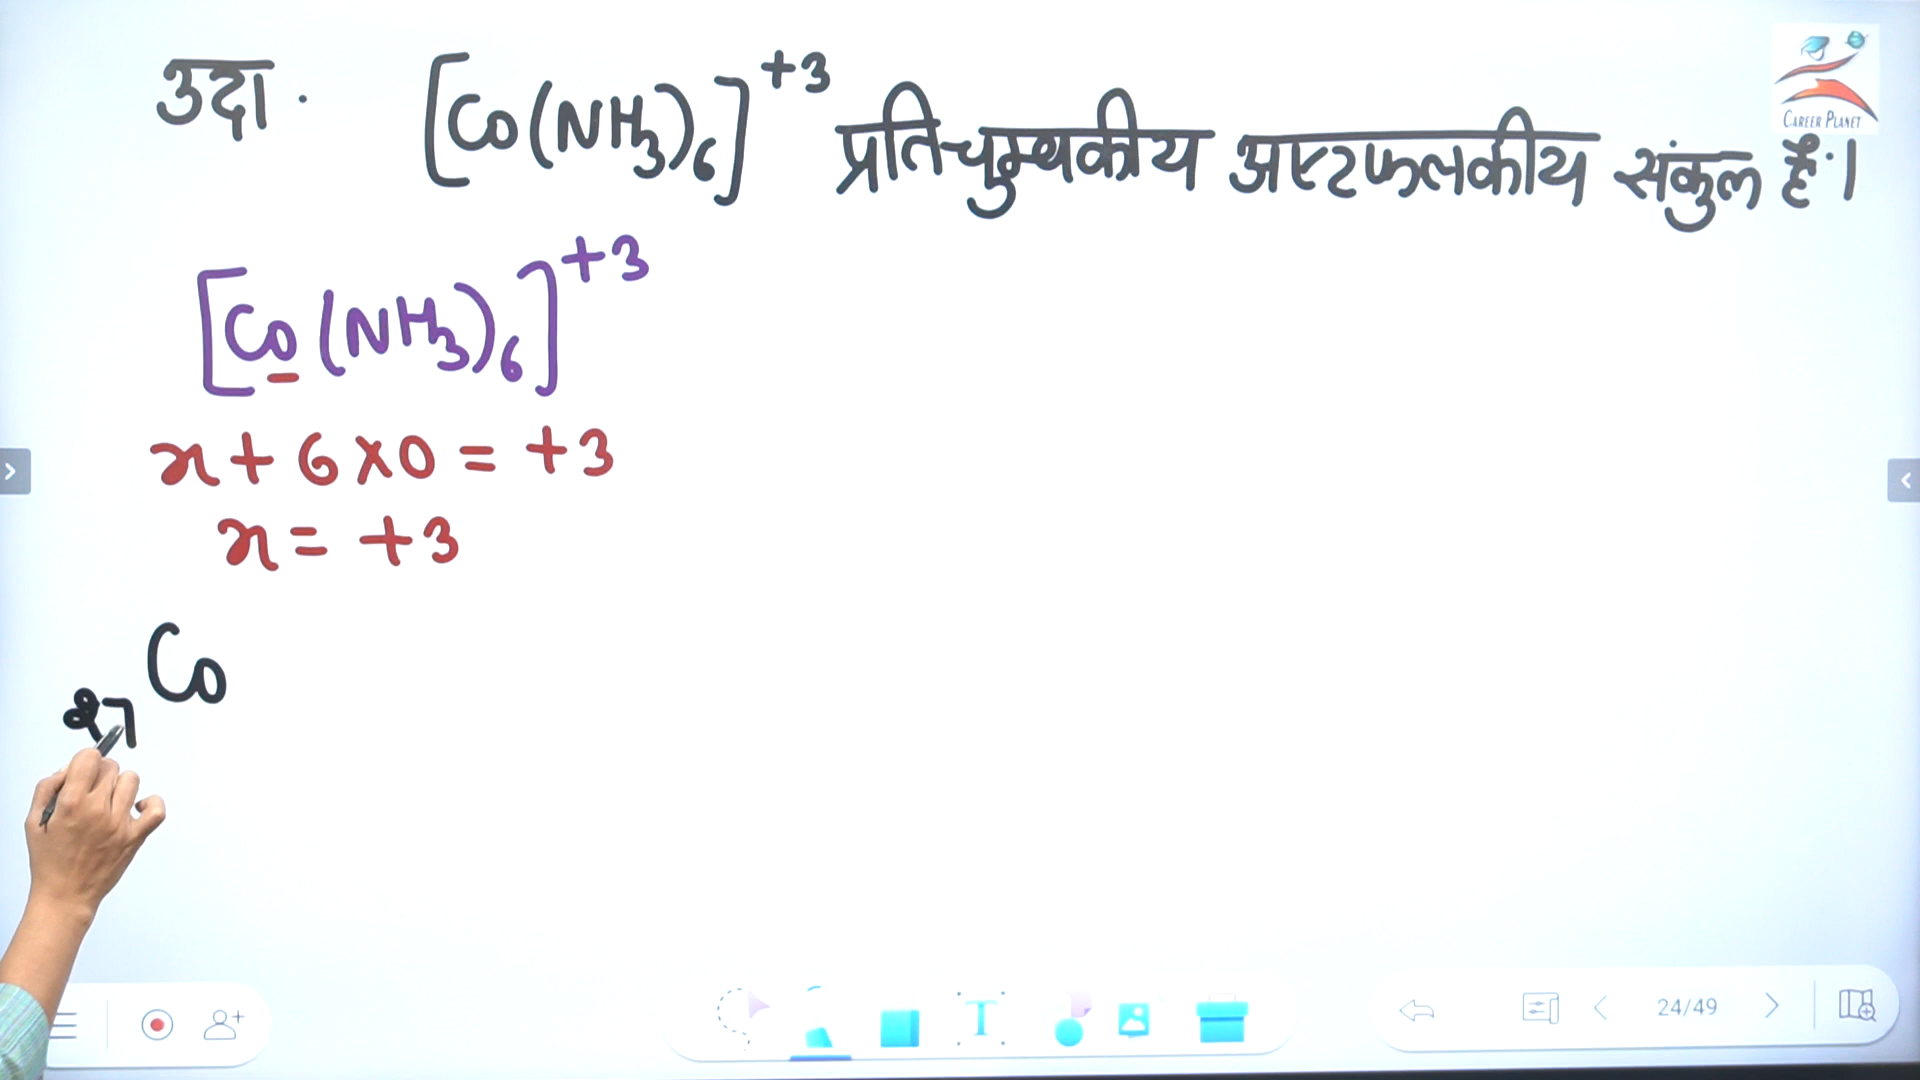 उदा. [Co(NH3)6]+3 प्रतिचुम्बकीय अष्टफलकीय संकुल है।
[Co(NH3)6]+3
x + 6×0 = +3
x = +3
27Co
CAREER PLANET
T
24/49